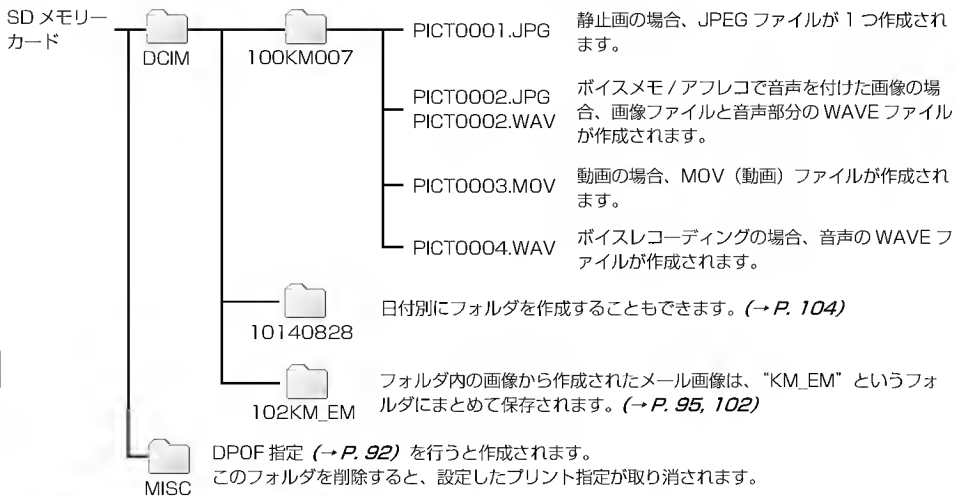 SD メモリー
カード
DCIM
100KM007
PICT0001.JPG
静止画の場合、JPEG ファイルが 1 つ作成され
ます。
PICT0002.JPG
PICT0002.WAV
ボイスメモ / アフレコで音声を付けた画像の場
合、画像ファイルと音声部分の WAVE ファイル
が作成されます。
PICT0003.MOV
動画の場合、MOV（動画）ファイルが作成され
ます。
PICT0004.WAV
ボイスレコーディングの場合、音声の WAVE フ
ァイルが作成されます。
10140828
日付別にフォルダを作成することもできます。(→ P. 104)
102KM_EM
フォルダ内の画像から作成されたメール画像は、“KM_EM” というフォ
ルダにまとめて保存されます。(→ P. 95, 102)
MISC
DPOF 指定 (→ P. 92) を行うと作成されます。
このフォルダを削除すると、設定したプリント指定が取り消されます。